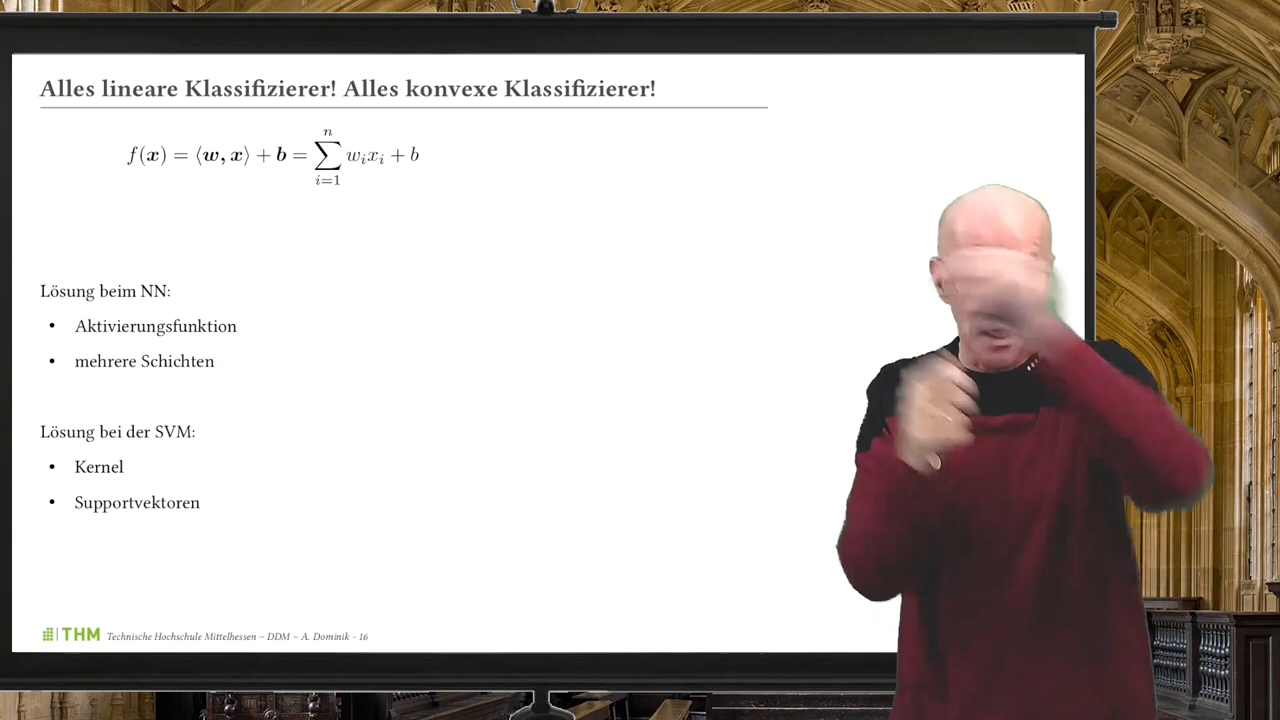 Alles lineare Klassifizierer! Alles konvexe Klassifizierer!
f(x) = ⟨w, x⟩ + b = ∑_{i=1}^{n} w_i x_i + b
Lösung beim NN:
• Aktivierungsfunktion
• mehrere Schichten
Lösung bei der SVM:
• Kernel
• Supportvektoren
THM Technische Hochschule Mittelhessen – DDM – A. Dominik - 16